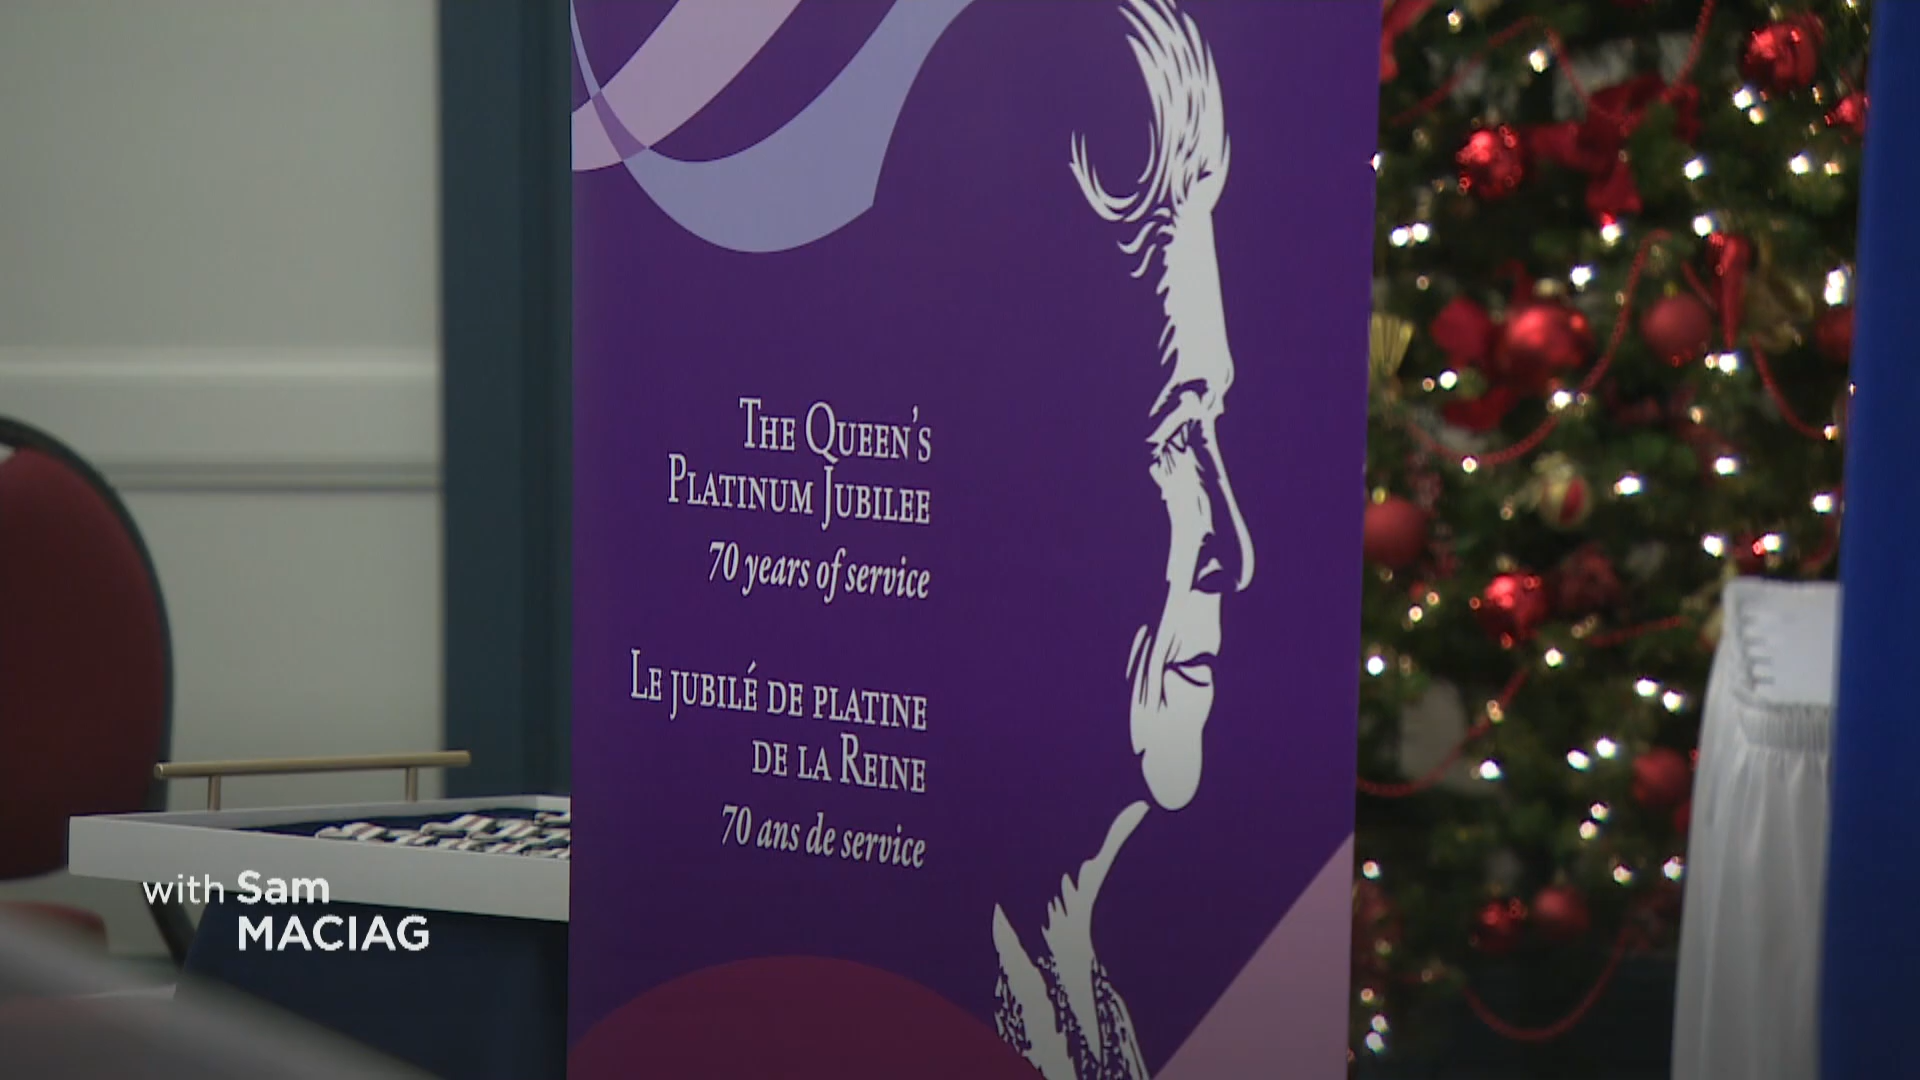 THE QUEEN'S
PLATINUM JUBILEE
70 years of service
LE JUBILÉ DE PLATINE
DE LA REINE
70 ans de service
with Sam
MACIAG